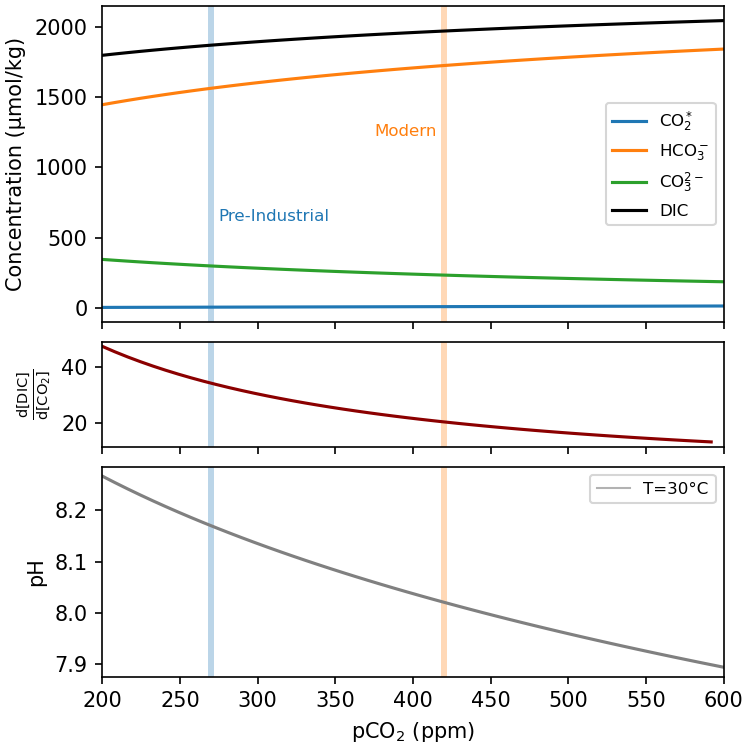 Concentration (μmol/kg)
2000
1500
1000
500
0
Modern
Pre-Industrial
CO₂*
HCO₃⁻
CO₃²⁻
DIC
d[DIC]
d[CO₂]
40
20
pH
8.2
8.1
8.0
7.9
T=30°C
200 250 300 350 400 450 500 550 600
pCO₂ (ppm)